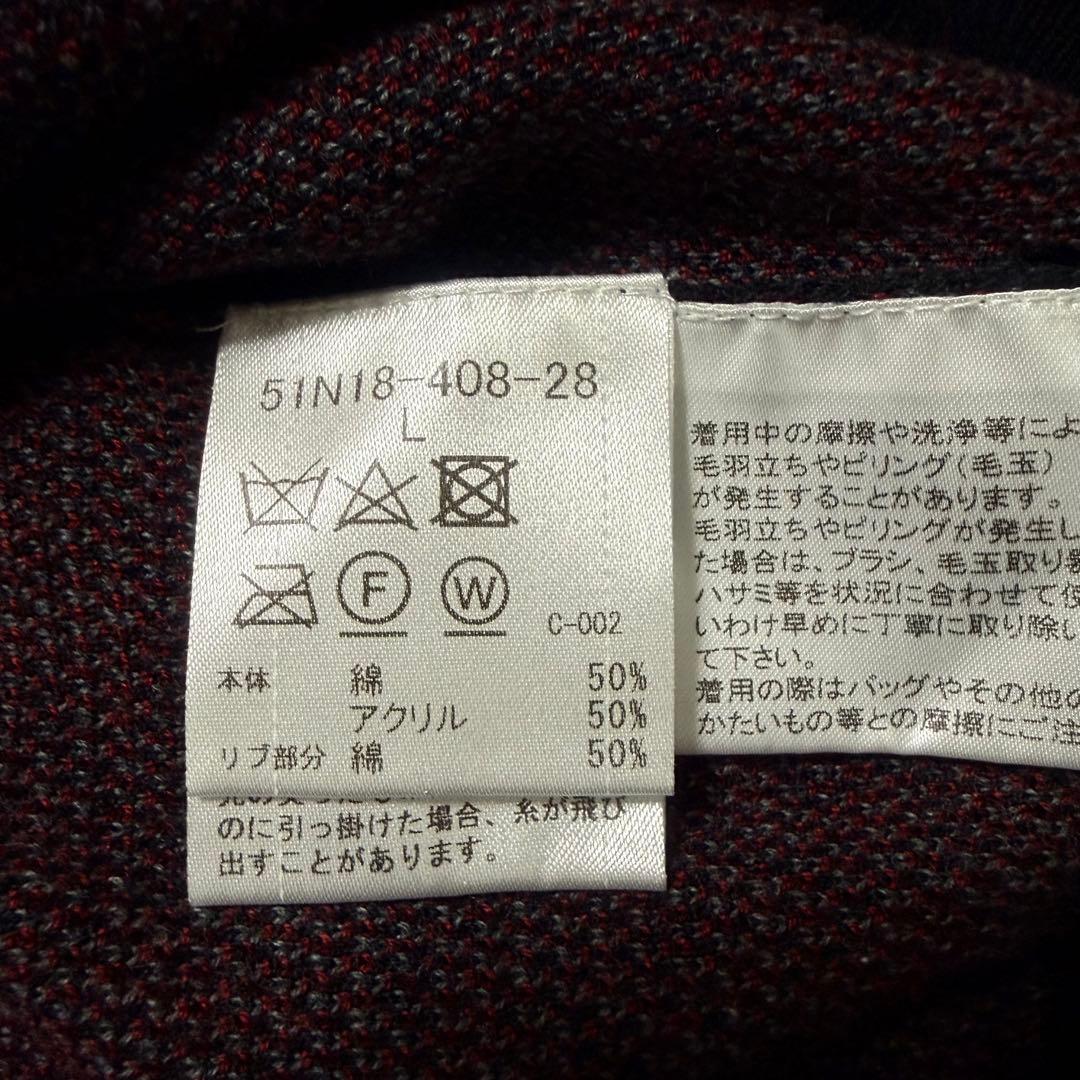 51N18-408-28
L
F W C-002
本体 綿 50%
アクリル 50%
リブ部分 綿 50%
のに引っ掛けた場合、糸が飛び
出すことがあります。
着用中の摩擦や洗浄等によ
毛羽立ちやピリング(毛玉)
が発生することがあります。
毛羽立ちやピリングが発生し
た場合は、ブラシ、毛玉取り器
ハサミ等を状況に合わせて使
いわけ早めに丁寧に取り除い
て下さい。
着用の際はバッグやその他の
かたいもの等との摩擦にご注